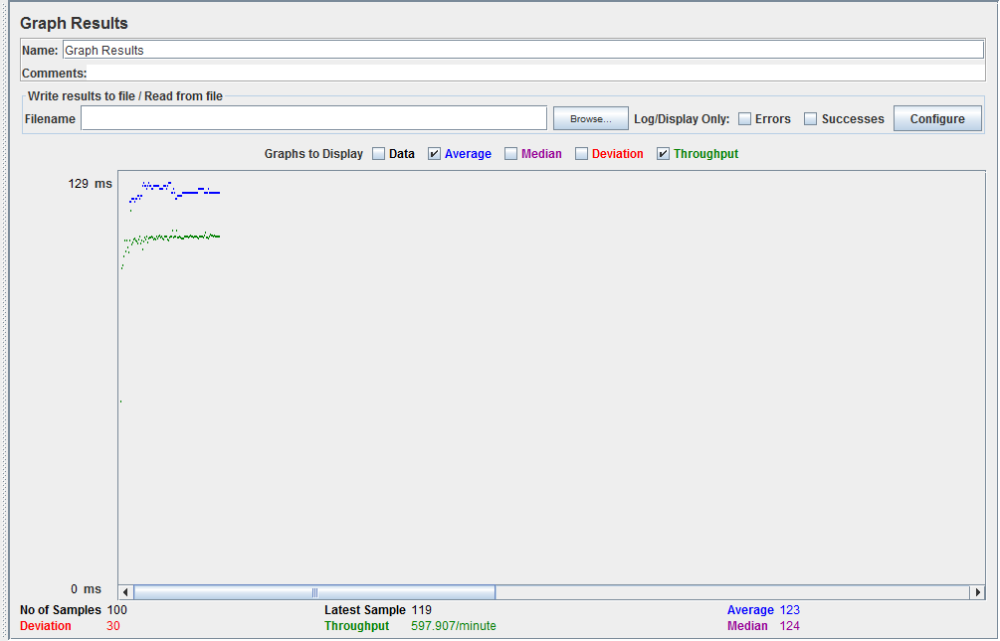 Graph Results
Name: Graph Results
Comments:
Write results to file / Read from file
Filename Browse... Log/Display Only: Errors Successes Configure
Graphs to Display Data Average Median Deviation Throughput
129 ms
0 ms
No of Samples 100 Latest Sample 119 Average 123
Deviation 30 Throughput 597.907/minute Median 124